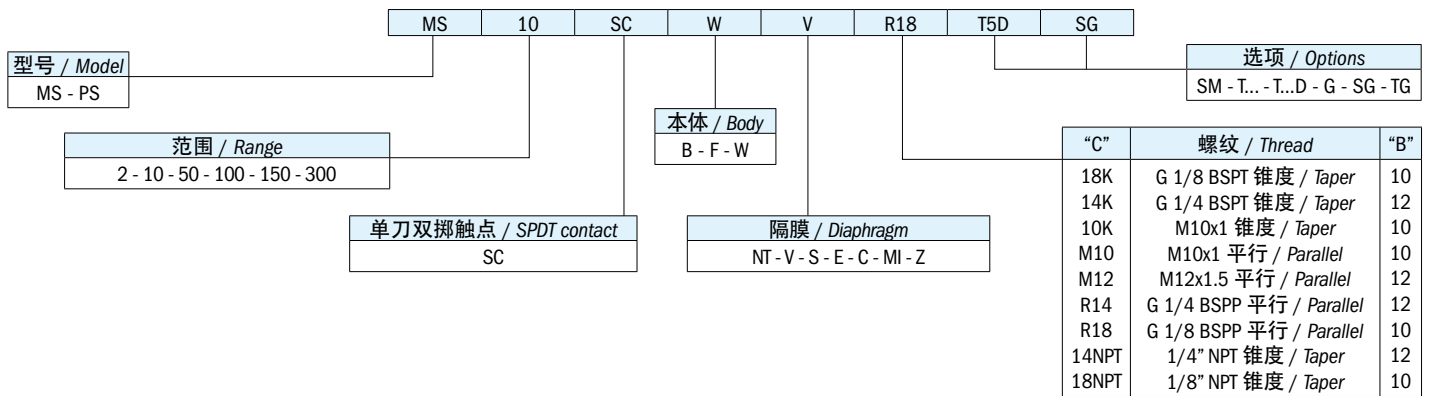 MS 10 SC W V R18 T5D SG
型号 / Model
MS - PS
选项 / Options
SM - T... - T...D - G - SG - TG
本体 / Body
B - F - W
范围 / Range
2 - 10 - 50 - 100 - 150 - 300
单刀双掷触点 / SPDT contact
SC
隔膜 / Diaphragm
NT - V - S - E - C - MI - Z
“C” 螺纹 / Thread “B”
18K G 1/8 BSPT 锥度 / Taper 10
14K G 1/4 BSPT 锥度 / Taper 12
10K M10x1 锥度 / Taper 10
M10 M10x1 平行 / Parallel 10
M12 M12x1.5 平行 / Parallel 12
R14 G 1/4 BSPP 平行 / Parallel 12
R18 G 1/8 BSPP 平行 / Parallel 10
14NPT 1/4” NPT 锥度 / Taper 12
18NPT 1/8” NPT 锥度 / Taper 10